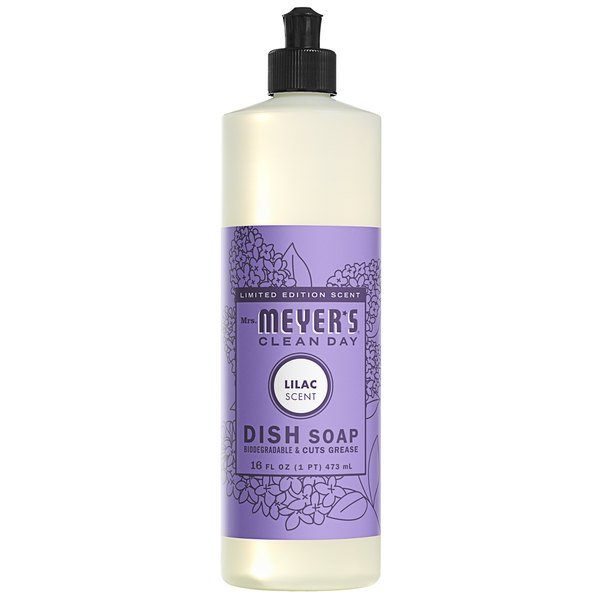 LIMITED EDITION SCENT
Mrs. MEYER*S
CLEAN DAY
LILAC
SCENT
DISH SOAP
BIODEGRADABLE & CUTS GREASE
16 FL OZ (1 PT) 473 mL